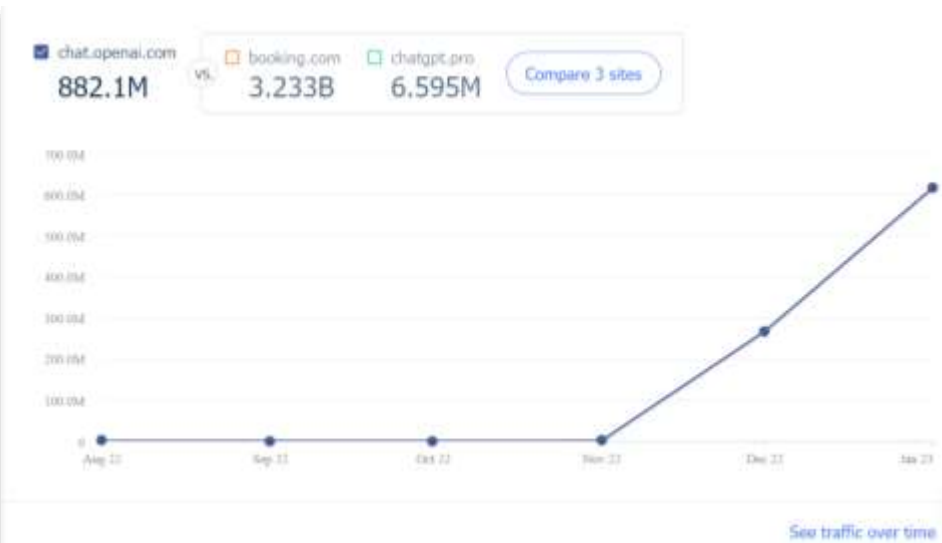 chat.openai.com
882.1M
vs.
booking.com
3.233B
chatgpt.pro
6.595M
Compare 3 sites
700.0M
600.0M
500.0M
400.0M
300.0M
200.0M
100.0M
0
Aug 22
Sep 22
Oct 22
Nov 22
Dec 22
Jan 23
See traffic over time